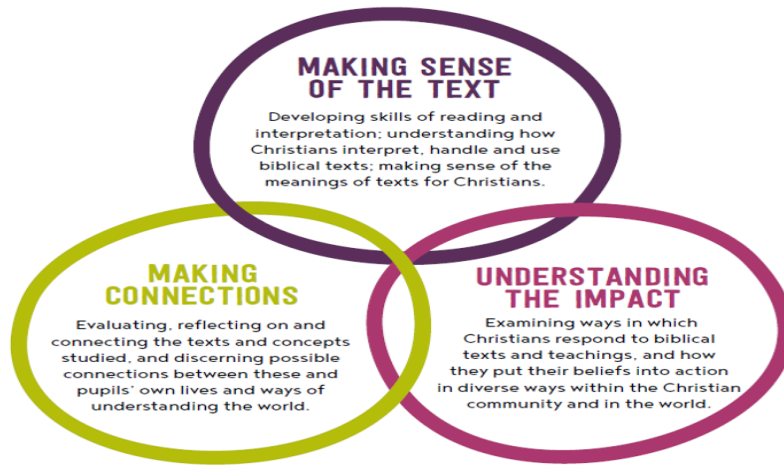 MAKING SENSE
OF THE TEXT
Developing skills of reading and
interpretation; understanding how
Christians interpret, handle and use
biblical texts; making sense of the
meanings of texts for Christians.
MAKING
CONNECTIONS
Evaluating, reflecting on and
connecting the texts and concepts
studied, and discerning possible
connections between these and
pupils' own lives and ways of
understanding the world.
UNDERSTANDING
THE IMPACT
Examining ways in which
Christians respond to biblical
texts and teachings, and how
they put their beliefs into action
in diverse ways within the Christian
community and in the world.